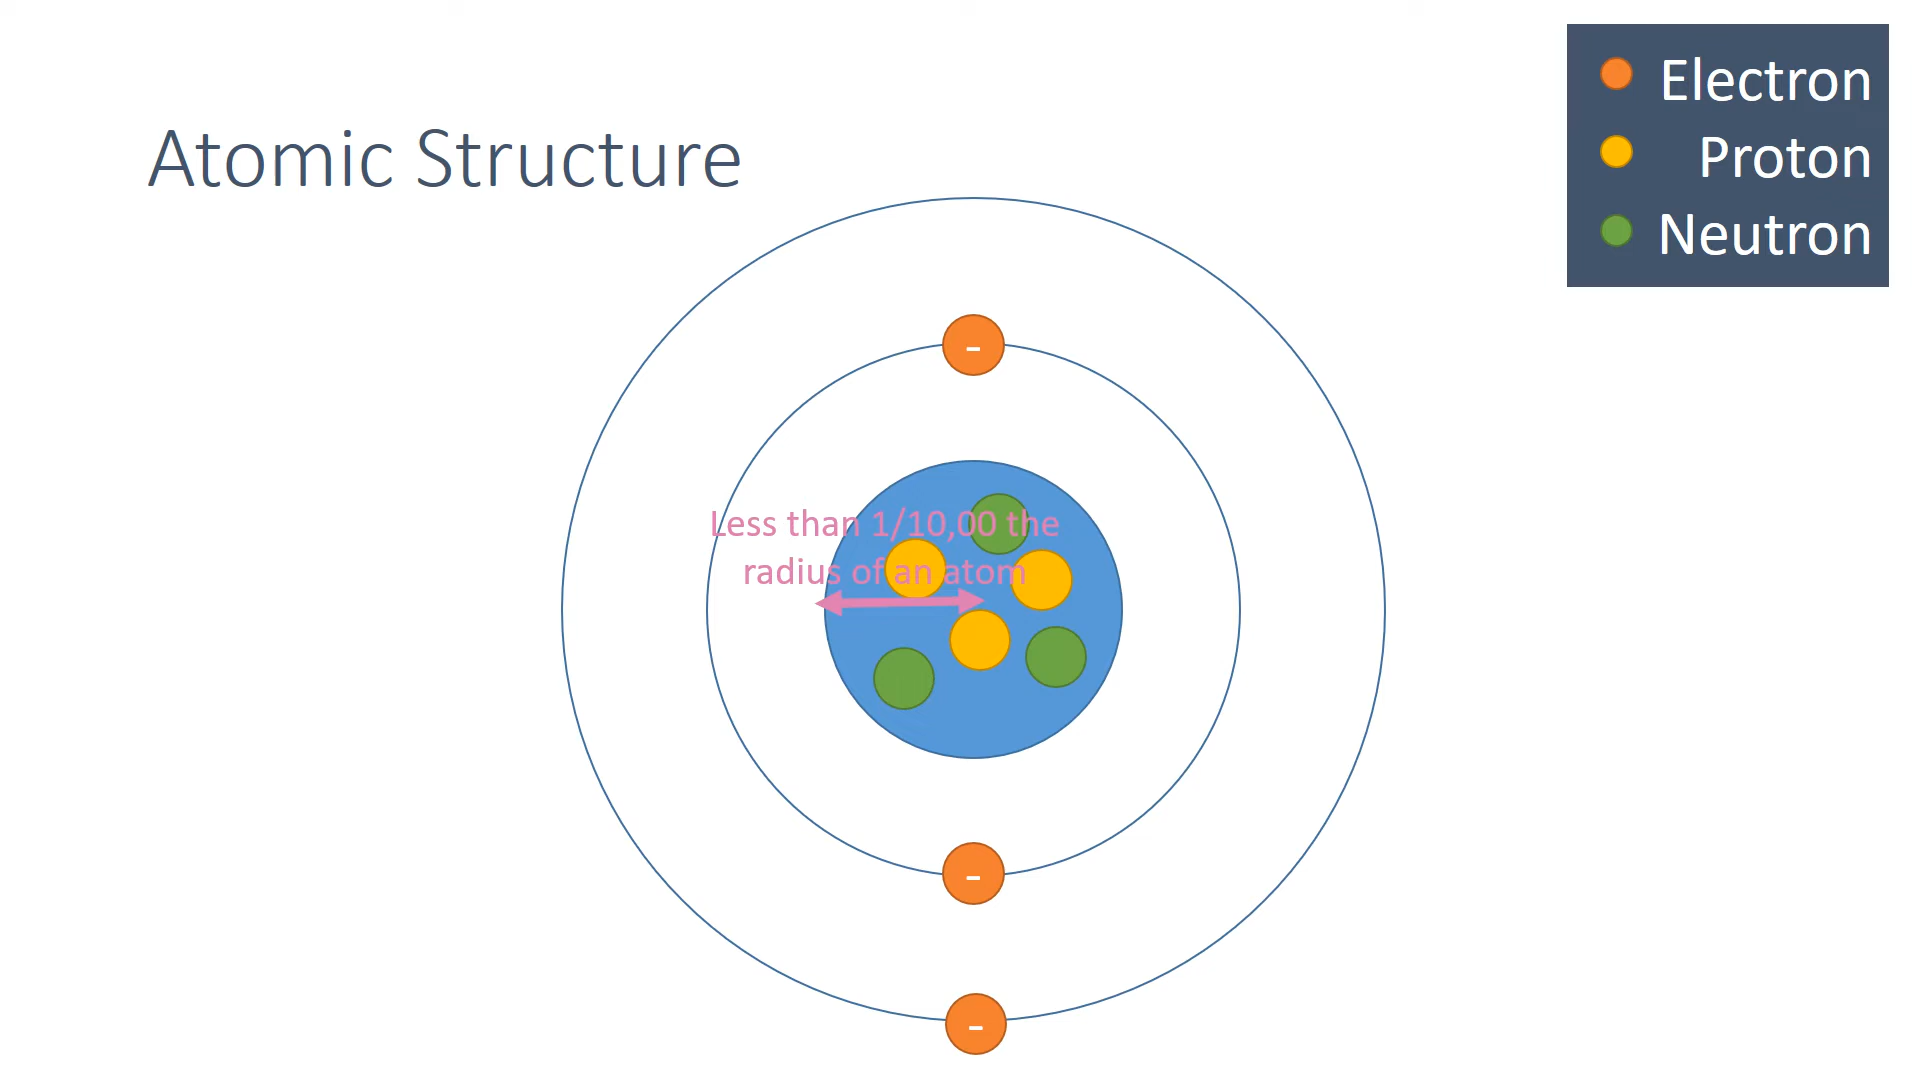 Atomic Structure
Electron
Proton
Neutron
-
Less than 1/10,00 the
radius of an atom
-
-